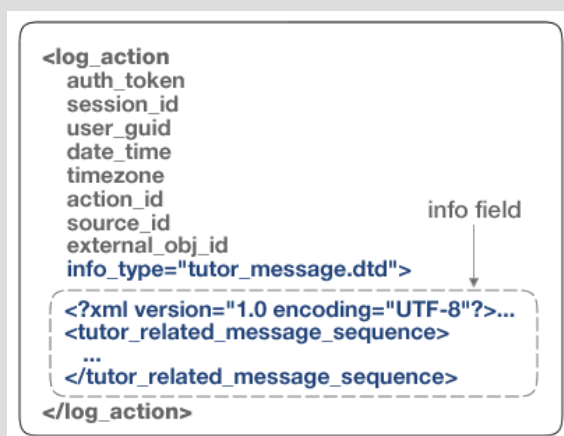 <log_action
auth_token
session_id
user_guid
date_time
timezone
action_id
source_id
external_obj_id
info_type="tutor_message.dtd">
info field
<?xml version="1.0 encoding="UTF-8"?>...
<tutor_related_message_sequence>
...
</tutor_related_message_sequence>
</log_action>